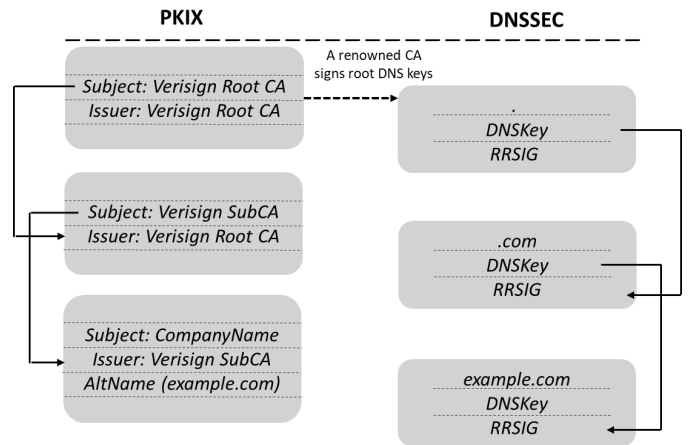 PKIX
DNSSEC
A renowned CA
signs root DNS keys
Subject: Verisign Root CA
Issuer: Verisign Root CA
Subject: Verisign SubCA
Issuer: Verisign Root CA
Subject: CompanyName
Issuer: Verisign SubCA
AltName (example.com)
.
DNSKey
RRSIG
.com
DNSKey
RRSIG
example.com
DNSKey
RRSIG